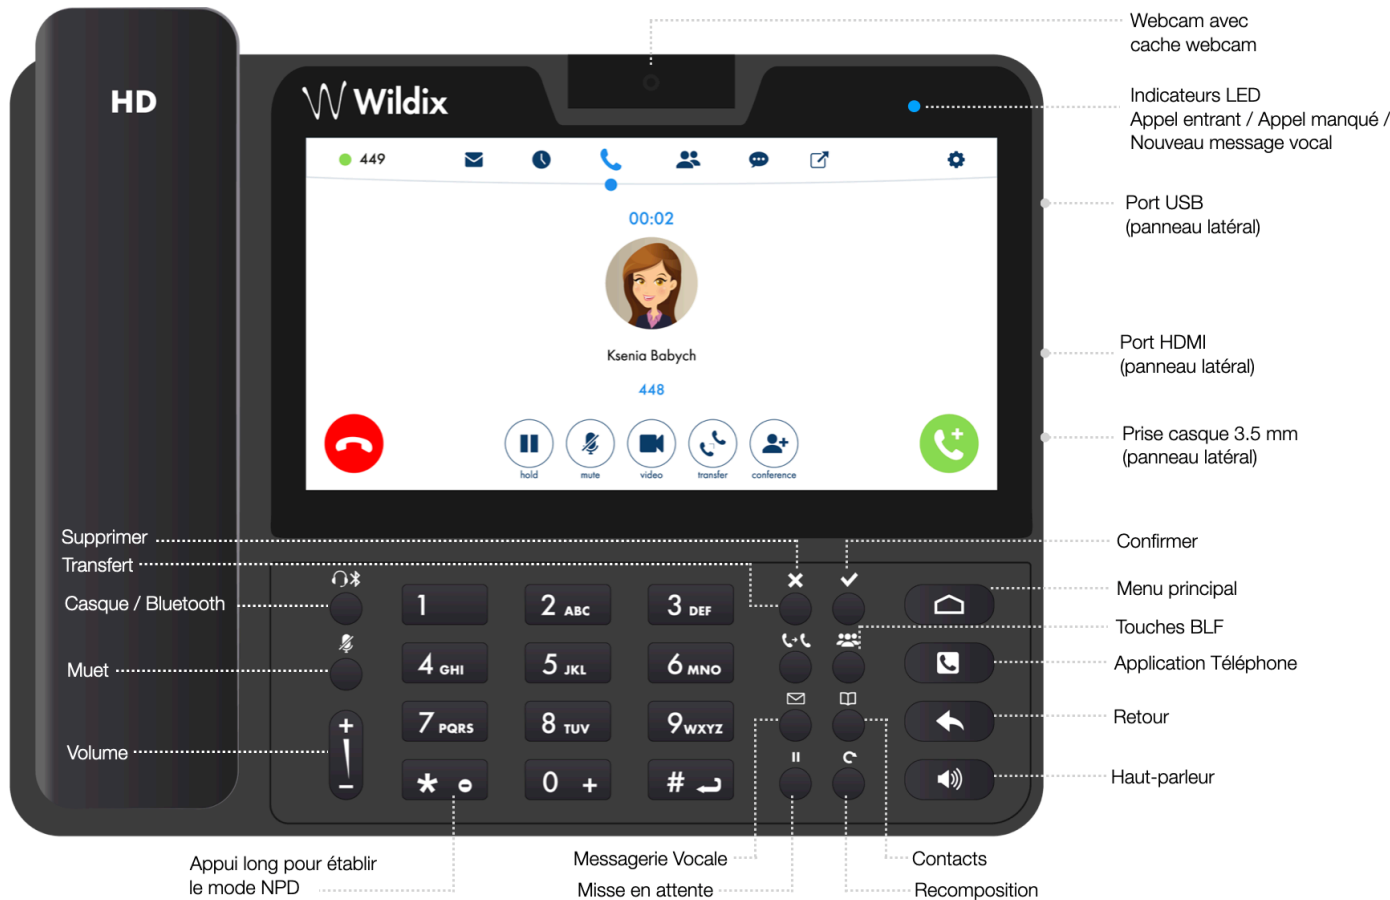 Webcam avec
cache webcam
HD
Wildix
Indicateurs LED
Appel entrant / Appel manqué /
Nouveau message vocal
449
Port USB
(panneau latéral)
00:02
Ksenia Babych
448
Port HDMI
(panneau latéral)
Prise casque 3.5 mm
(panneau latéral)
hold
mute
video
transfer
conference
Supprimer
Confirmer
Transfert
Menu principal
Casque / Bluetooth
1
2 ABC
3 DEF
Touches BLF
Muet
4 GHI
5 JKL
6 MNO
Application Téléphone
7 PQRS
8 TUV
9 WXYZ
Retour
Volume
+
−
* 
0 +
#
Haut-parleur
Appui long pour établir
le mode NPD
Messagerie Vocale
Contacts
Misse en attente
Recomposition